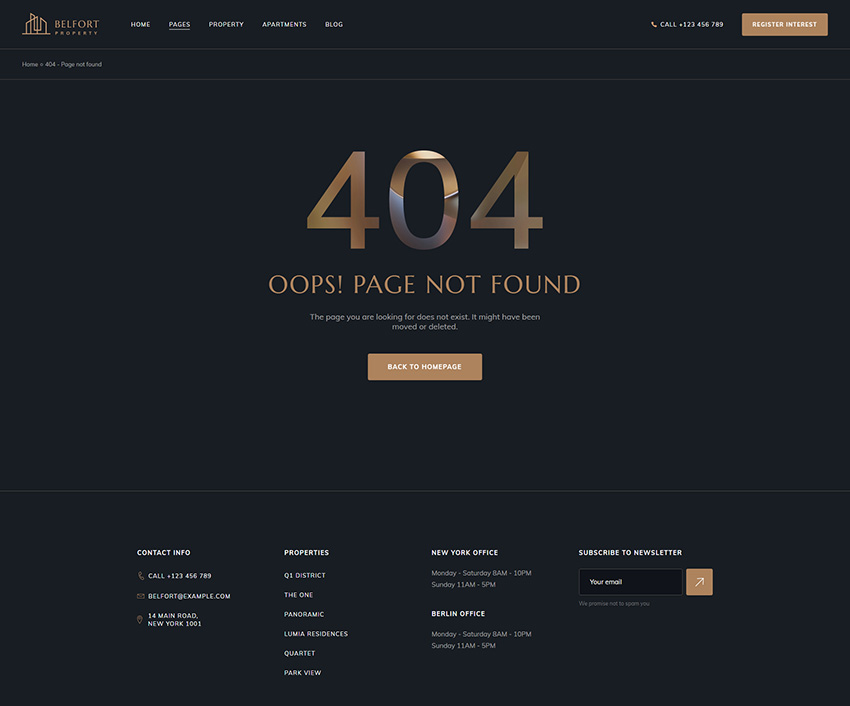 BELFORT
PROPERTY
HOME PAGES PROPERTY APARTMENTS BLOG
CALL +123 456 789
REGISTER INTEREST
Home 404 - Page not found
404
OOPS! PAGE NOT FOUND
The page you are looking for does not exist. It might have been
moved or deleted.
BACK TO HOMEPAGE
CONTACT INFO
CALL +123 456 789
BELFORT@EXAMPLE.COM
14 MAIN ROAD,
NEW YORK 1001
PROPERTIES
Q1 DISTRICT
THE ONE
PANORAMIC
LUMIA RESIDENCES
QUARTET
PARK VIEW
NEW YORK OFFICE
Monday - Saturday 8AM - 10PM
Sunday 11AM - 5PM
BERLIN OFFICE
Monday - Saturday 8AM - 10PM
Sunday 11AM - 5PM
SUBSCRIBE TO NEWSLETTER
Your email
We promise not to spam you